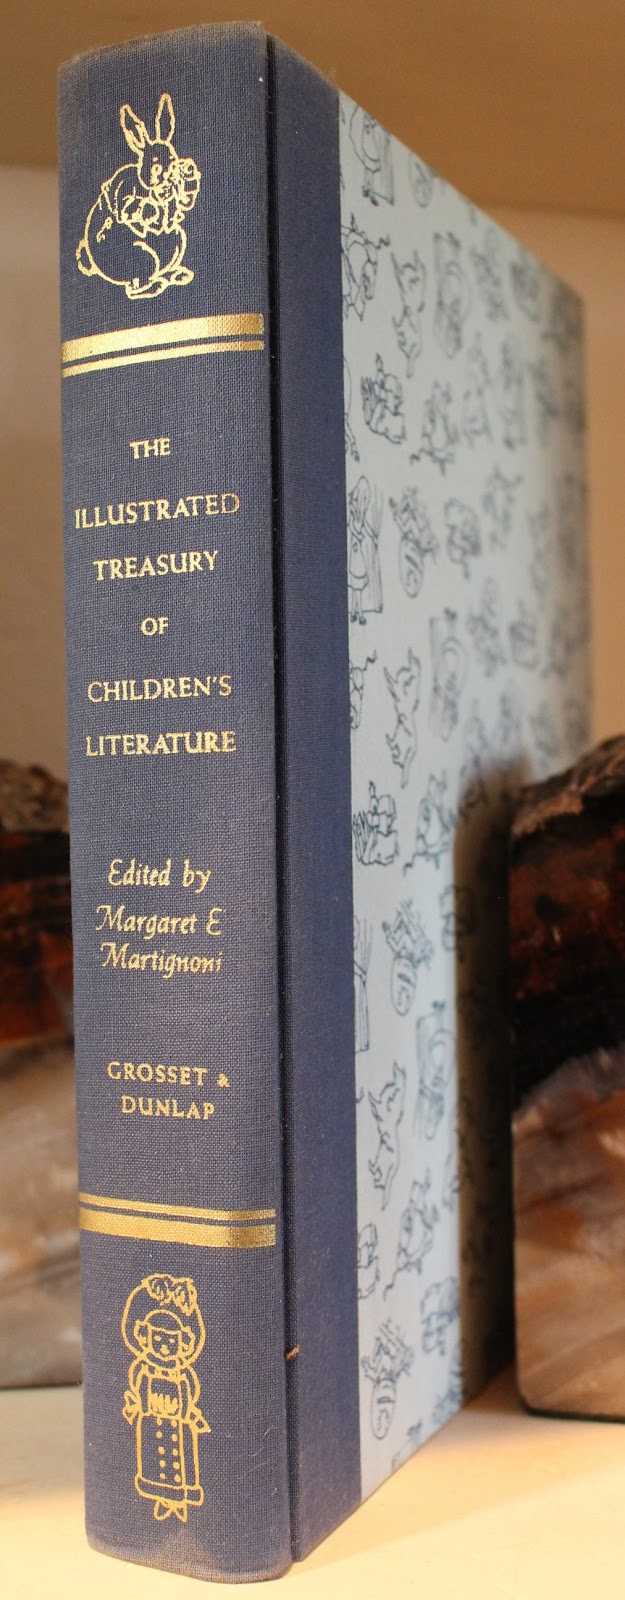 THE
ILLUSTRATED
TREASURY
OF
CHILDREN'S
LITERATURE
Edited by
Margaret E
Martignoni
GROSSET &
DUNLAP